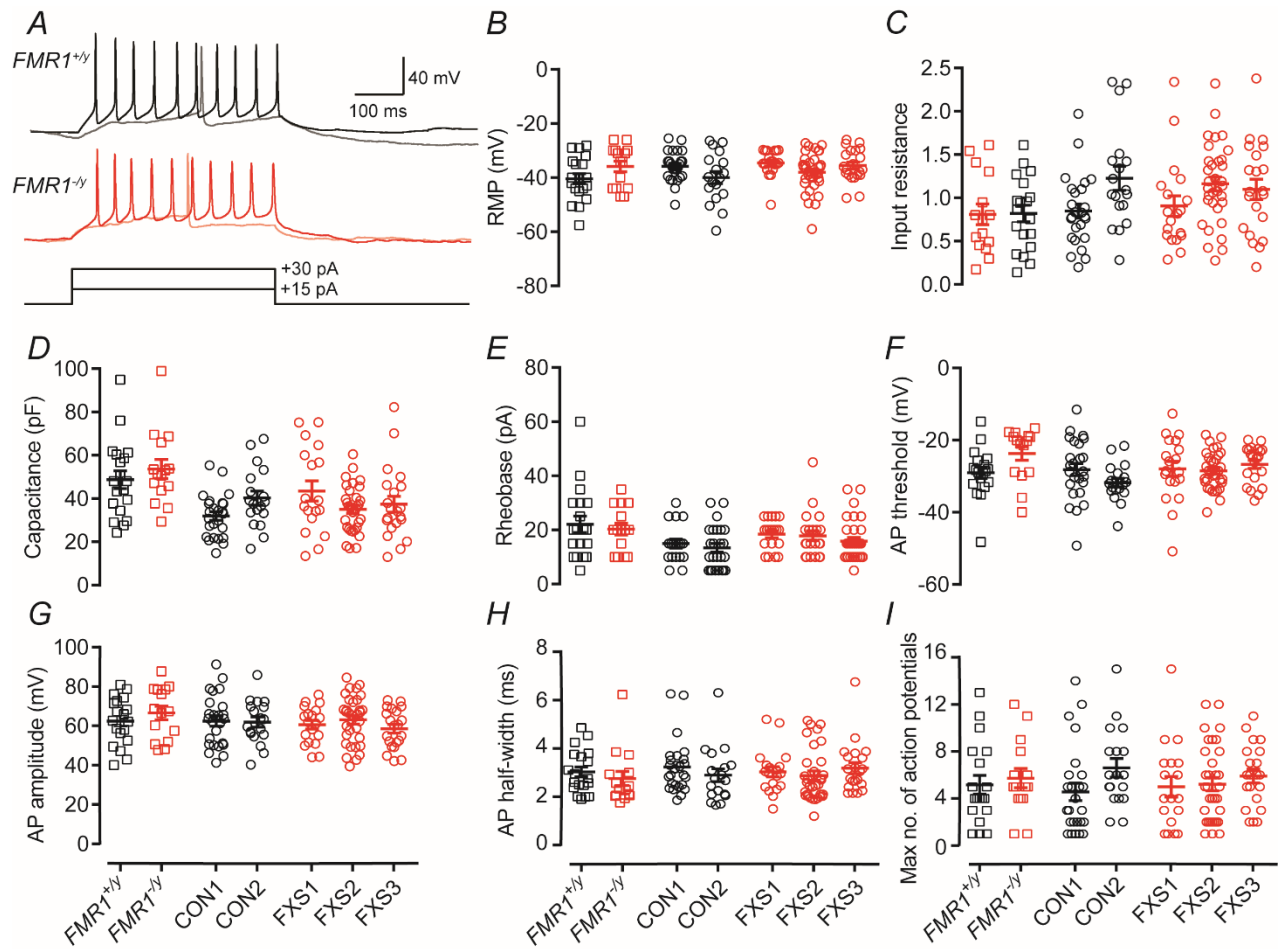 A
FMR1+/y
40 mV
100 ms
FMR1-/y
+30 pA
+15 pA
B
RMP (mV)
0
-20
-40
-60
-80
C
Input resistance
2.5
2.0
1.5
1.0
0.5
0.0
D
Capacitance (pF)
100
80
60
40
20
0
E
Rheobase (pA)
80
60
40
20
0
F
AP threshold (mV)
0
-20
-40
-60
G
AP amplitude (mV)
100
80
60
40
20
0
FMR1+/y
FMR1-/y
CON1
CON2
FXS1
FXS2
FXS3
H
AP half-width (ms)
8
6
4
2
0
FMR1+/y
FMR1-/y
CON1
CON2
FXS1
FXS2
FXS3
I
Max no. of action potentials
16
12
8
4
0
FMR1+/y
FMR1-/y
CON1
CON2
FXS1
FXS2
FXS3